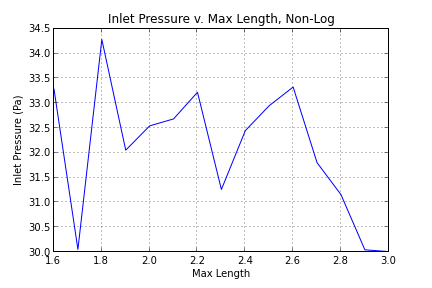 Inlet Pressure v. Max Length, Non-Log
34.5
34.0
33.5
33.0
32.5
32.0
31.5
31.0
30.5
30.0
Inlet Pressure (Pa)
1.6 1.8 2.0 2.2 2.4 2.6 2.8 3.0
Max Length